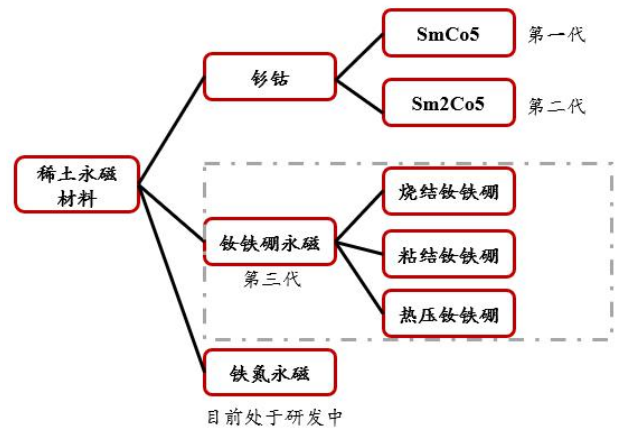 SmCo5
第一代
钐钴
Sm2Co5
第二代
稀土永磁
材料
烧结钕铁硼
钕铁硼永磁
粘结钕铁硼
第三代
热压钕铁硼
铁氮永磁
目前处于研发中